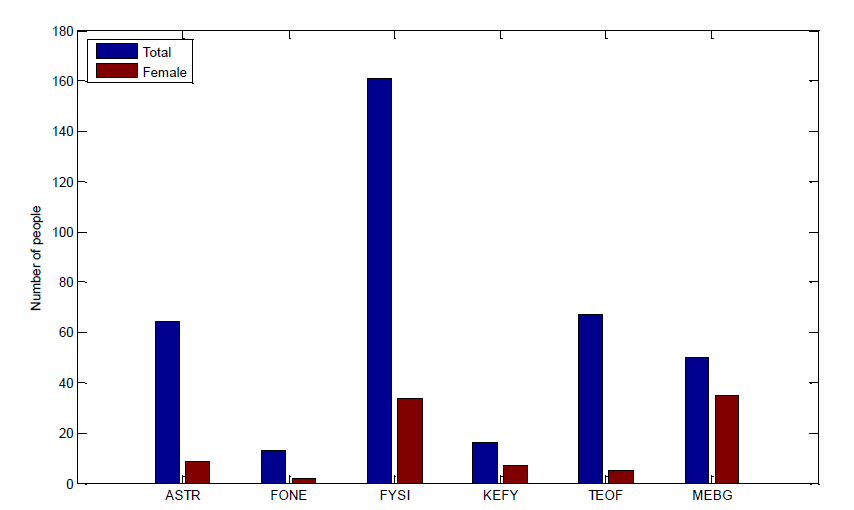 180
160
140
120
100
80
60
40
20
0
Number of people
Total
Female
ASTR FONE FYSI KEFY TEOF MEBG